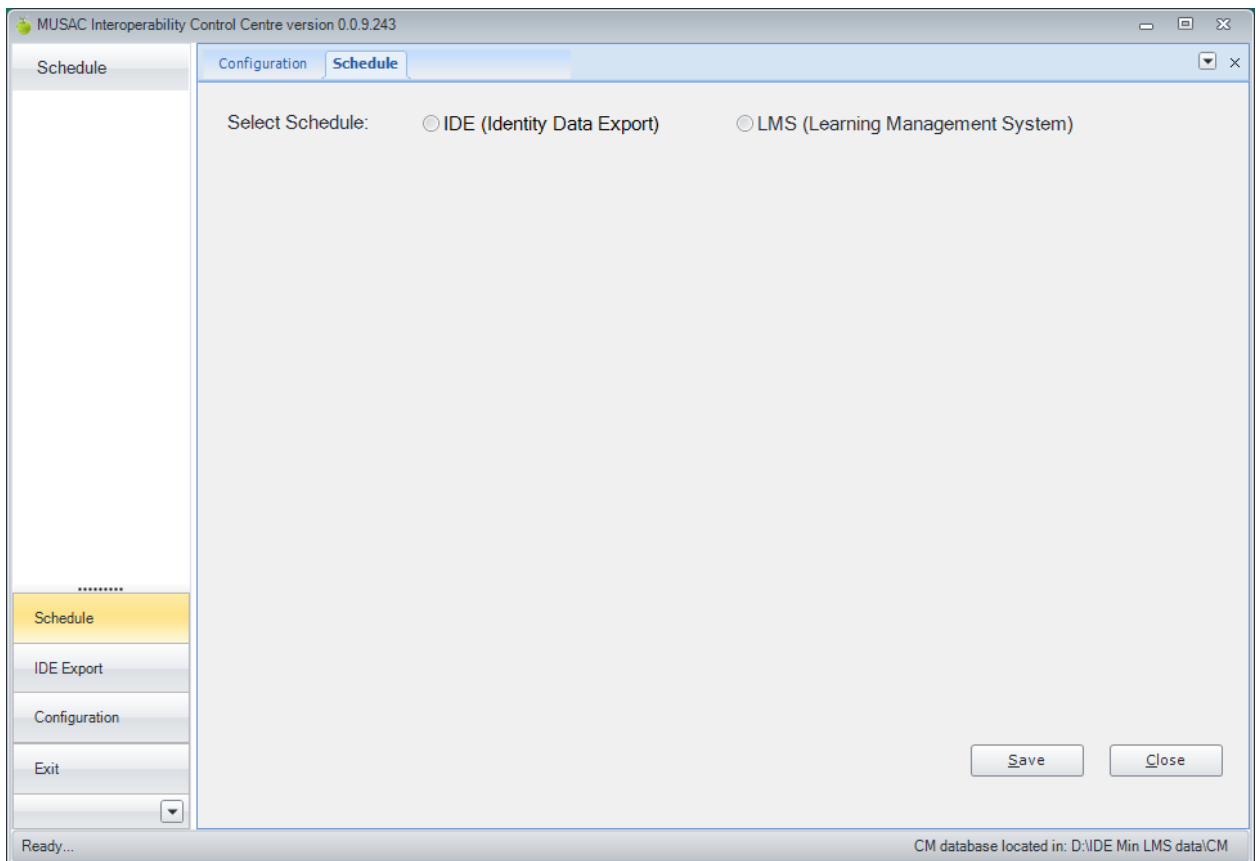 MUSAC Interoperability Control Centre version 0.0.9.243
Schedule
Configuration Schedule
Select Schedule: IDE (Identity Data Export) LMS (Learning Management System)
Schedule
IDE Export
Configuration
Exit
Save Close
Ready... CM database located in: D:\IDE Min LMS data\CM